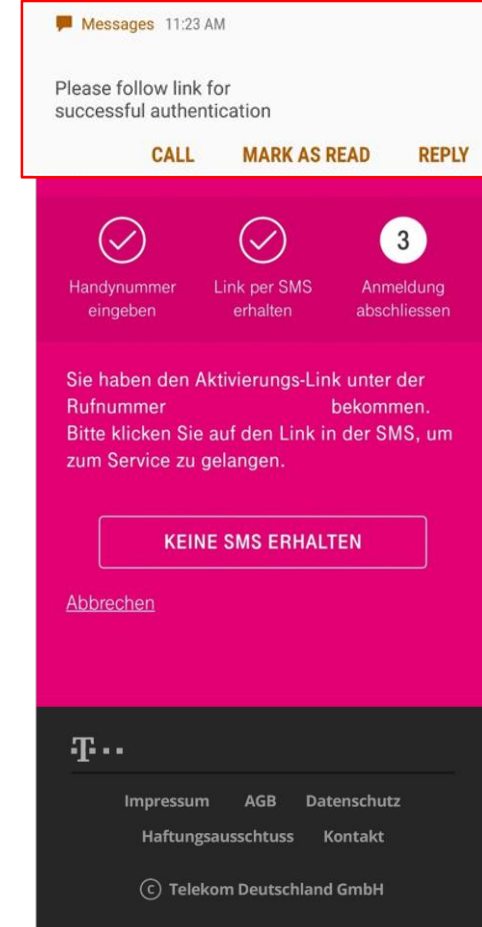 Messages 11:23 AM
Please follow link for
successful authentication
CALL MARK AS READ REPLY
3
Handynummer Link per SMS Anmeldung
eingeben erhalten abschliessen
Sie haben den Aktivierungs-Link unter der
Rufnummer bekommen.
Bitte klicken Sie auf den Link in der SMS, um
zum Service zu gelangen.
KEINE SMS ERHALTEN
Abbrechen
T
Impressum AGB Datenschutz
Haftungsausschtuss Kontakt
© Telekom Deutschland GmbH